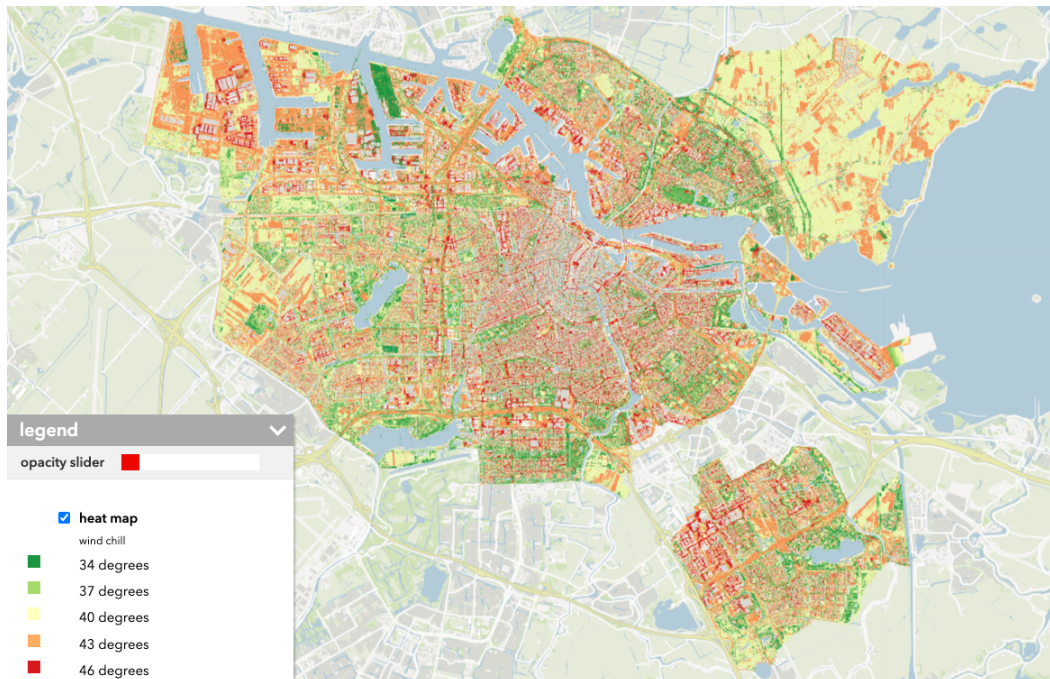 legend
opacity slider
heat map
wind chill
34 degrees
37 degrees
40 degrees
43 degrees
46 degrees